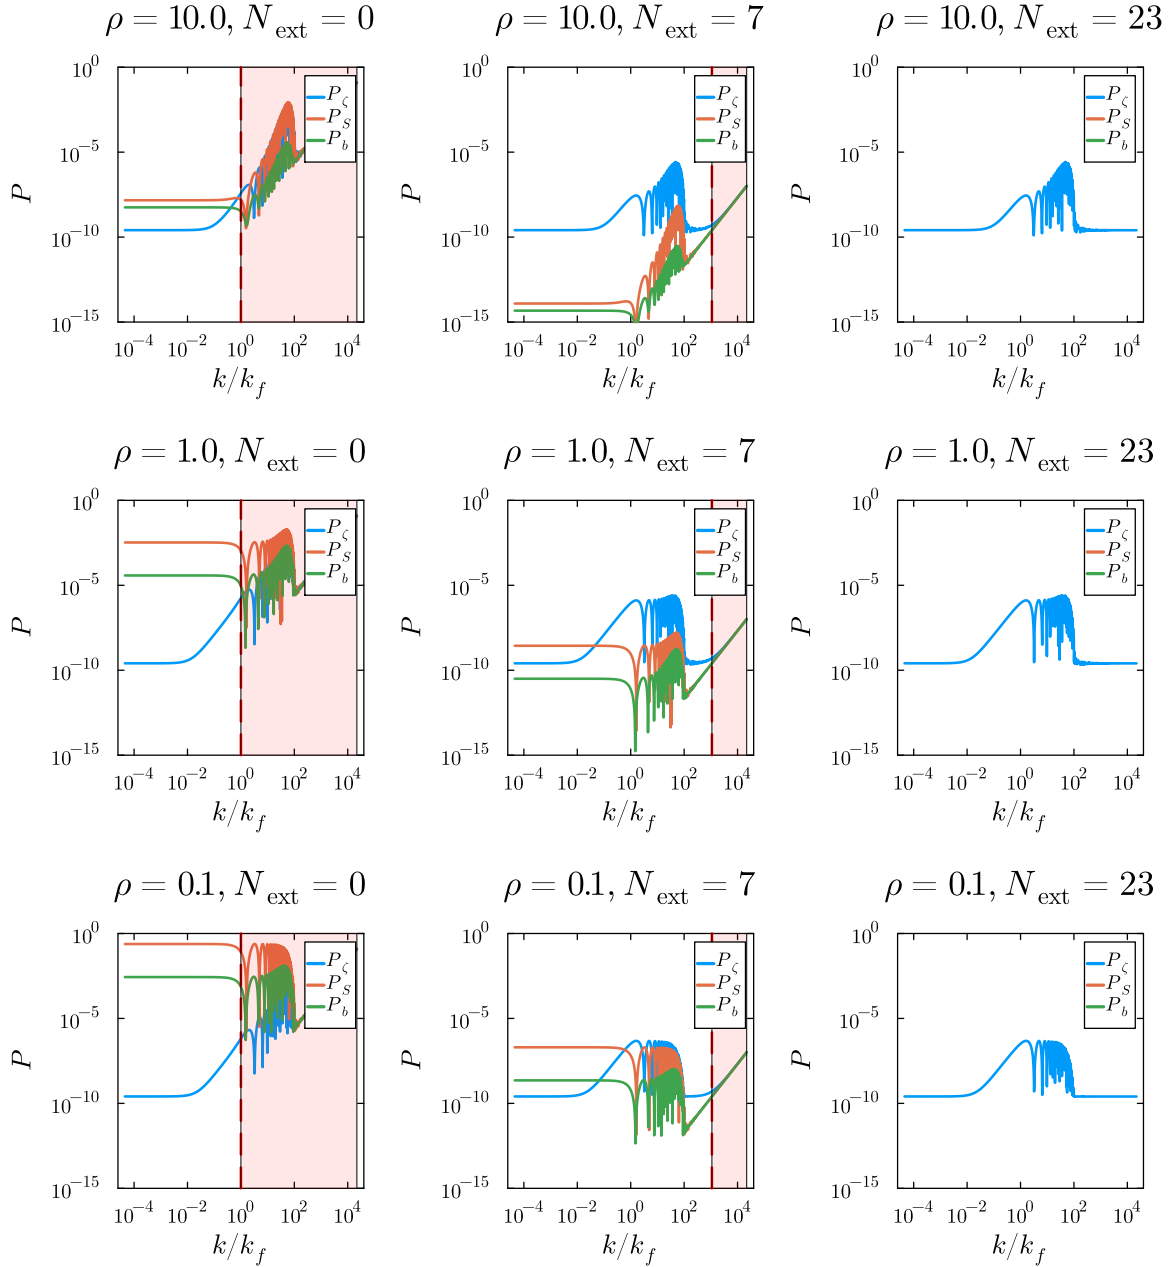 ρ = 10.0, N_ext = 0
P
10^0
10^−5
10^−10
10^−15
P_ζ
P_S
P_b
10^−4 10^−2 10^0 10^2 10^4
k/k_f
ρ = 10.0, N_ext = 7
P
10^0
10^−5
10^−10
10^−15
P_ζ
P_S
P_b
10^−4 10^−2 10^0 10^2 10^4
k/k_f
ρ = 10.0, N_ext = 23
P
10^0
10^−5
10^−10
10^−15
P_ζ
P_S
P_b
10^−4 10^−2 10^0 10^2 10^4
k/k_f
ρ = 1.0, N_ext = 0
P
10^0
10^−5
10^−10
10^−15
P_ζ
P_S
P_b
10^−4 10^−2 10^0 10^2 10^4
k/k_f
ρ = 1.0, N_ext = 7
P
10^0
10^−5
10^−10
10^−15
P_ζ
P_S
P_b
10^−4 10^−2 10^0 10^2 10^4
k/k_f
ρ = 1.0, N_ext = 23
P
10^0
10^−5
10^−10
10^−15
P_ζ
P_S
P_b
10^−4 10^−2 10^0 10^2 10^4
k/k_f
ρ = 0.1, N_ext = 0
P
10^0
10^−5
10^−10
10^−15
P_ζ
P_S
P_b
10^−4 10^−2 10^0 10^2 10^4
k/k_f
ρ = 0.1, N_ext = 7
P
10^0
10^−5
10^−10
10^−15
P_ζ
P_S
P_b
10^−4 10^−2 10^0 10^2 10^4
k/k_f
ρ = 0.1, N_ext = 23
P
10^0
10^−5
10^−10
10^−15
P_ζ
P_S
P_b
10^−4 10^−2 10^0 10^2 10^4
k/k_f